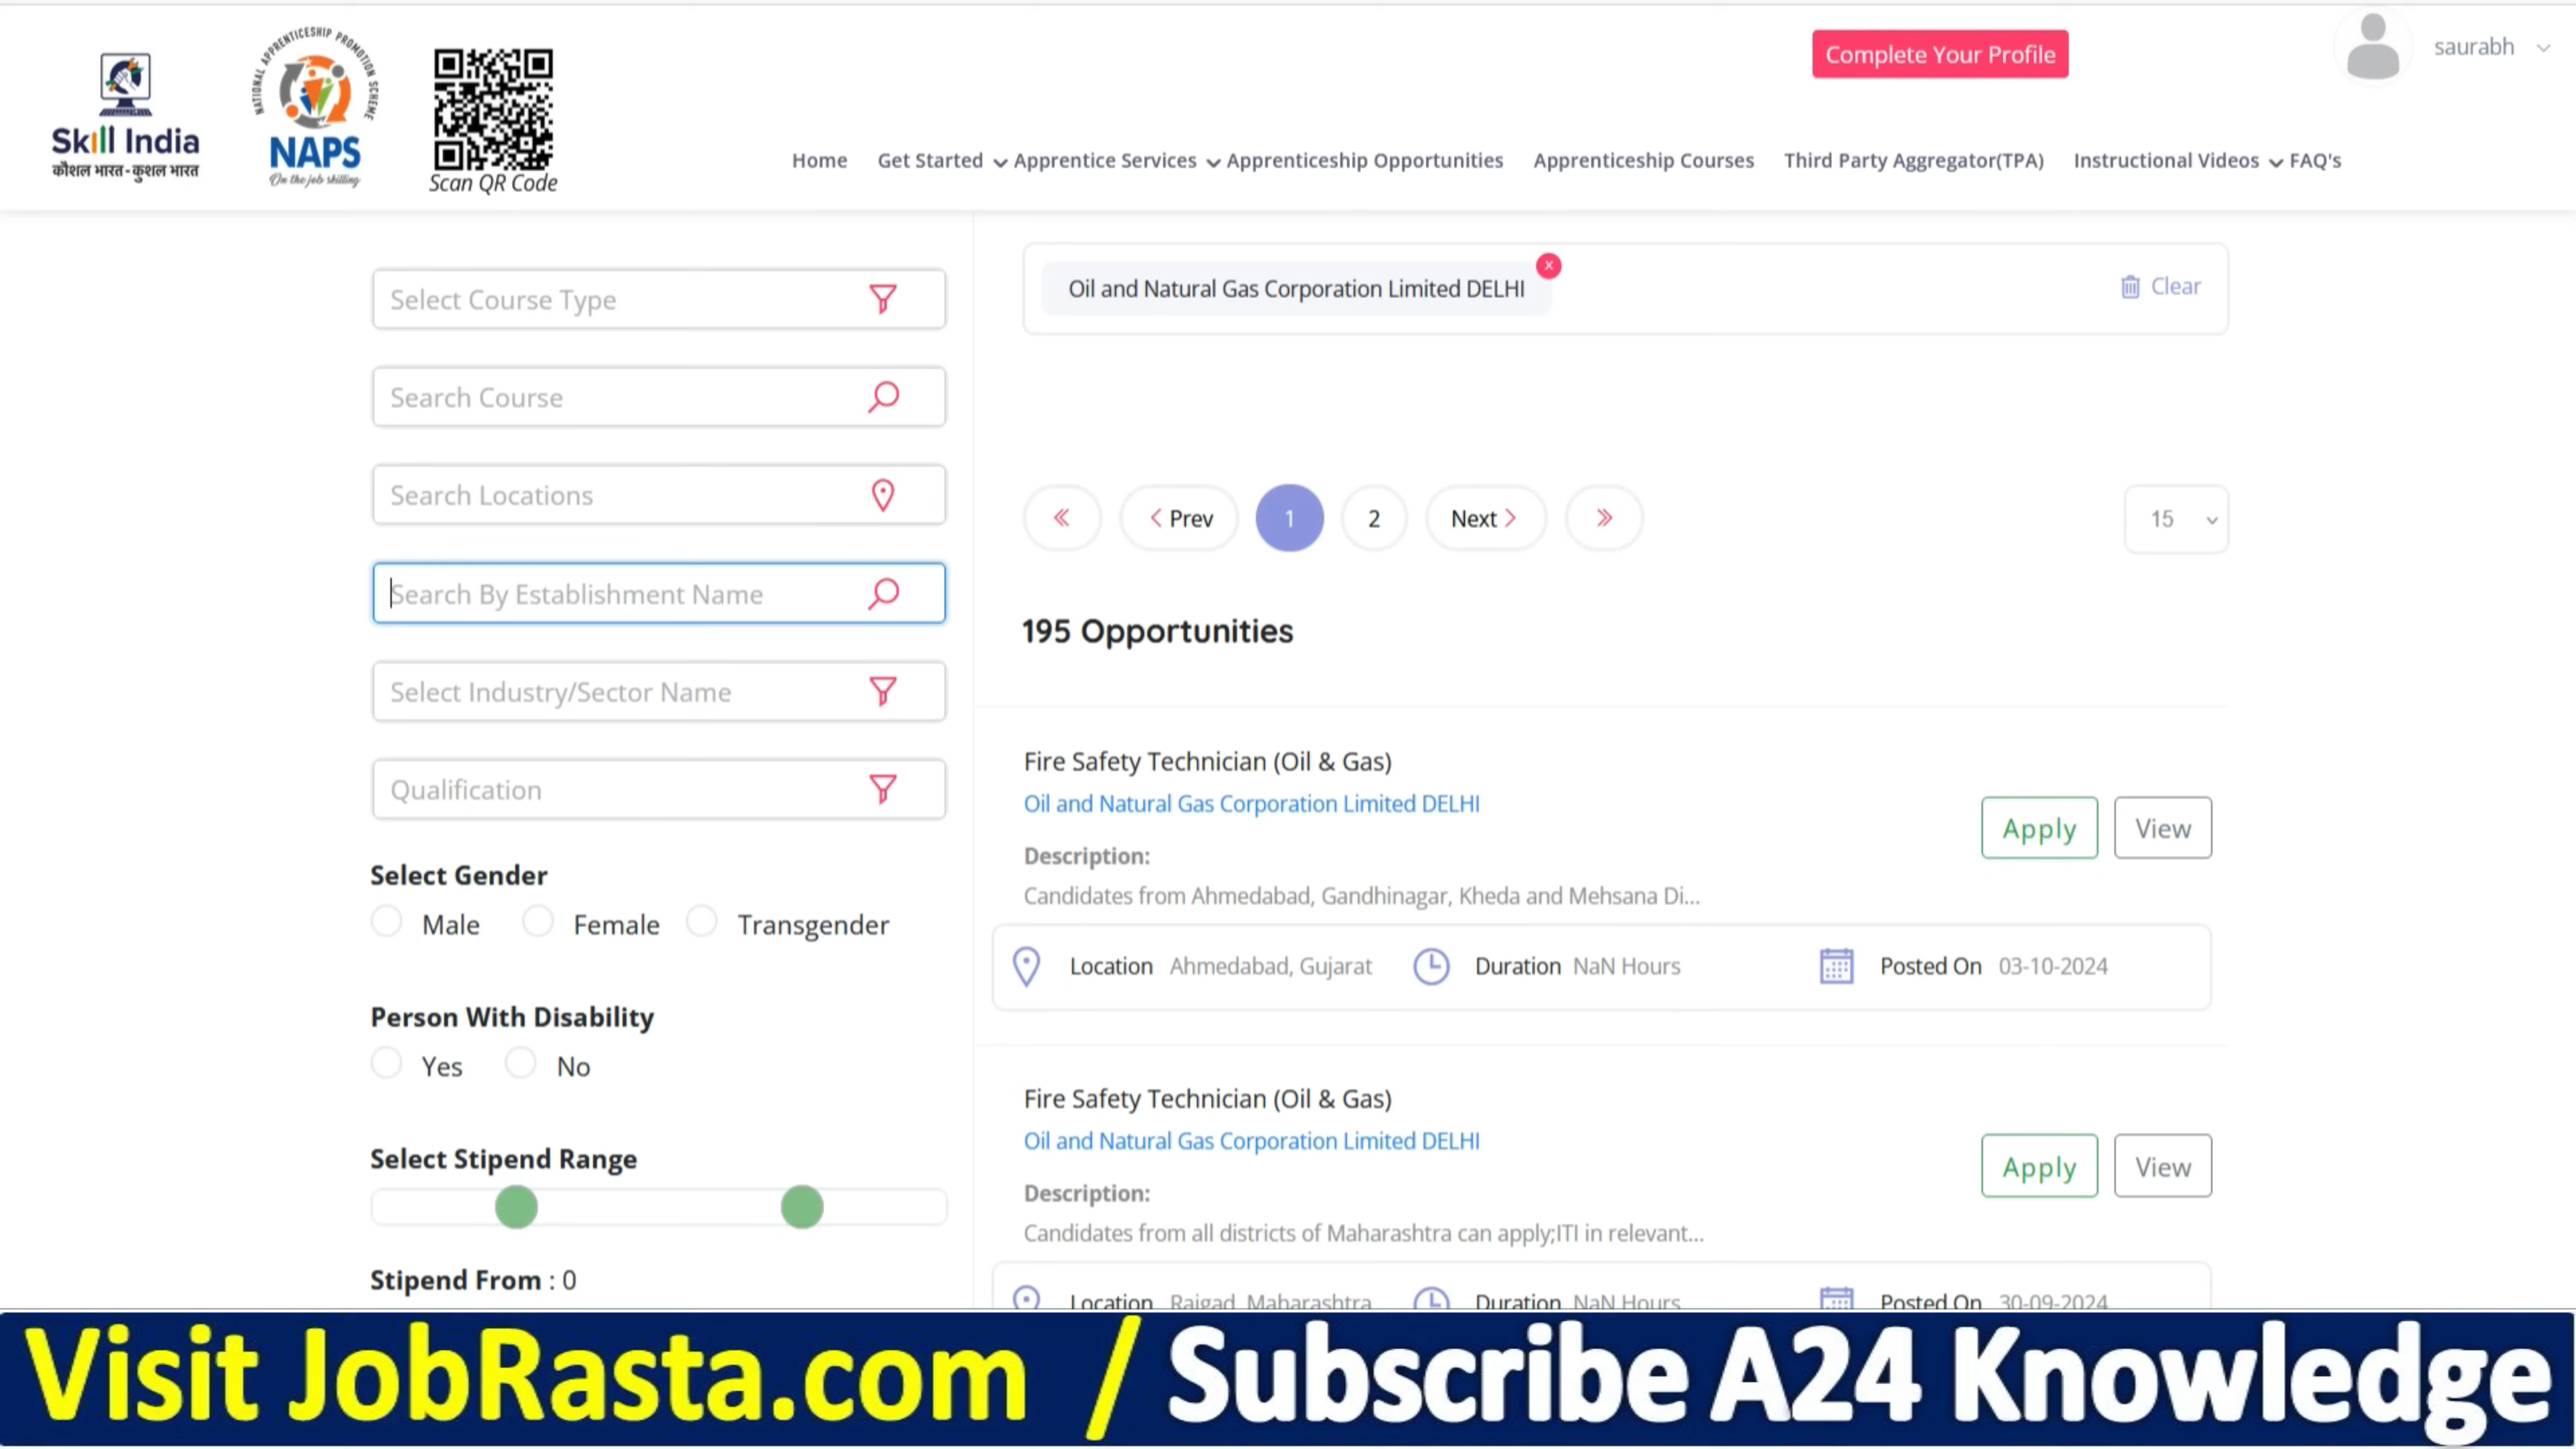 Complete Your Profile
saurabh
NATIONAL APPRENTICESHIP PROMOTION SCHEME
Skill India
कौशल भारत - कुशल भारत
NAPS
On the job skilling
Scan QR Code
Home Get Started Apprentice Services Apprenticeship Opportunities Apprenticeship Courses Third Party Aggregator(TPA) Instructional Videos FAQ's
Select Course Type
Search Course
Search Locations
Search By Establishment Name
Select Industry/Sector Name
Qualification
Select Gender
Male Female Transgender
Person With Disability
Yes No
Select Stipend Range
Stipend From : 0
Oil and Natural Gas Corporation Limited DELHI x
Clear
« < Prev 1 2 Next > »
15
195 Opportunities
Fire Safety Technician (Oil & Gas)
Oil and Natural Gas Corporation Limited DELHI
Apply View
Description:
Candidates from Ahmedabad, Gandhinagar, Kheda and Mehsana Di...
Location Ahmedabad, Gujarat Duration NaN Hours Posted On 03-10-2024
Fire Safety Technician (Oil & Gas)
Oil and Natural Gas Corporation Limited DELHI
Apply View
Description:
Candidates from all districts of Maharashtra can apply;ITI in relevant...
Location Raigad, Maharashtra Duration NaN Hours Posted On 30-09-2024
Visit JobRasta.com / Subscribe A24 Knowledge